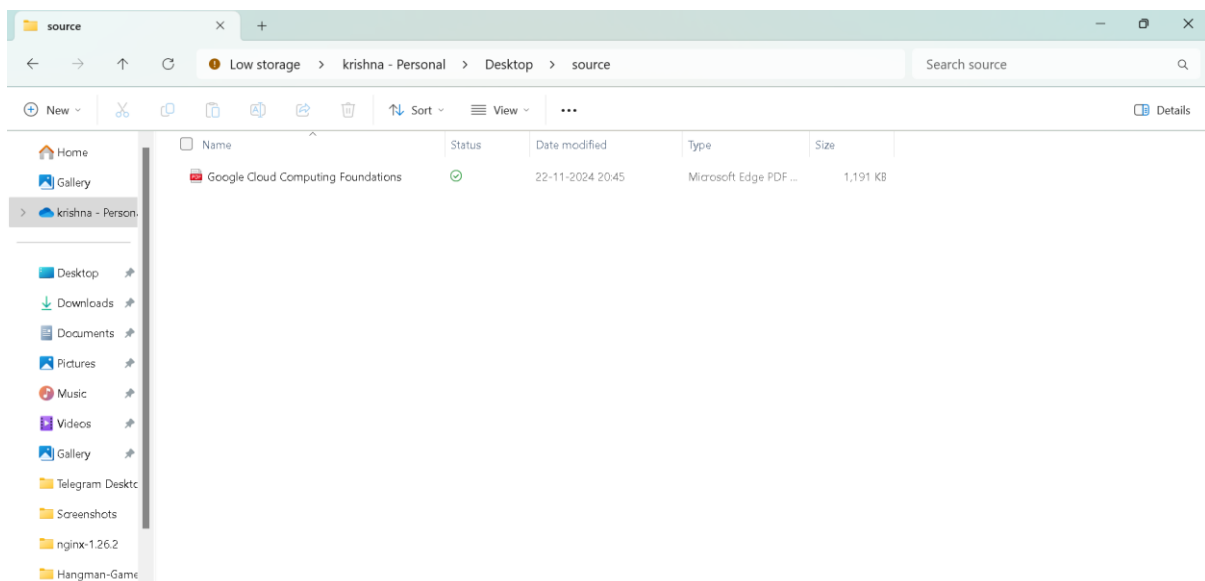 source
Low storage > krishna - Personal > Desktop > source
Search source
New
Sort
View
Details
Name Status Date modified Type Size
Google Cloud Computing Foundations 22-11-2024 20:45 Microsoft Edge PDF ... 1,191 KB
Home
Gallery
krishna - Person
Desktop
Downloads
Documents
Pictures
Music
Videos
Gallery
Telegram Deskto
Screenshots
nginx-1.26.2
Hangman-Game